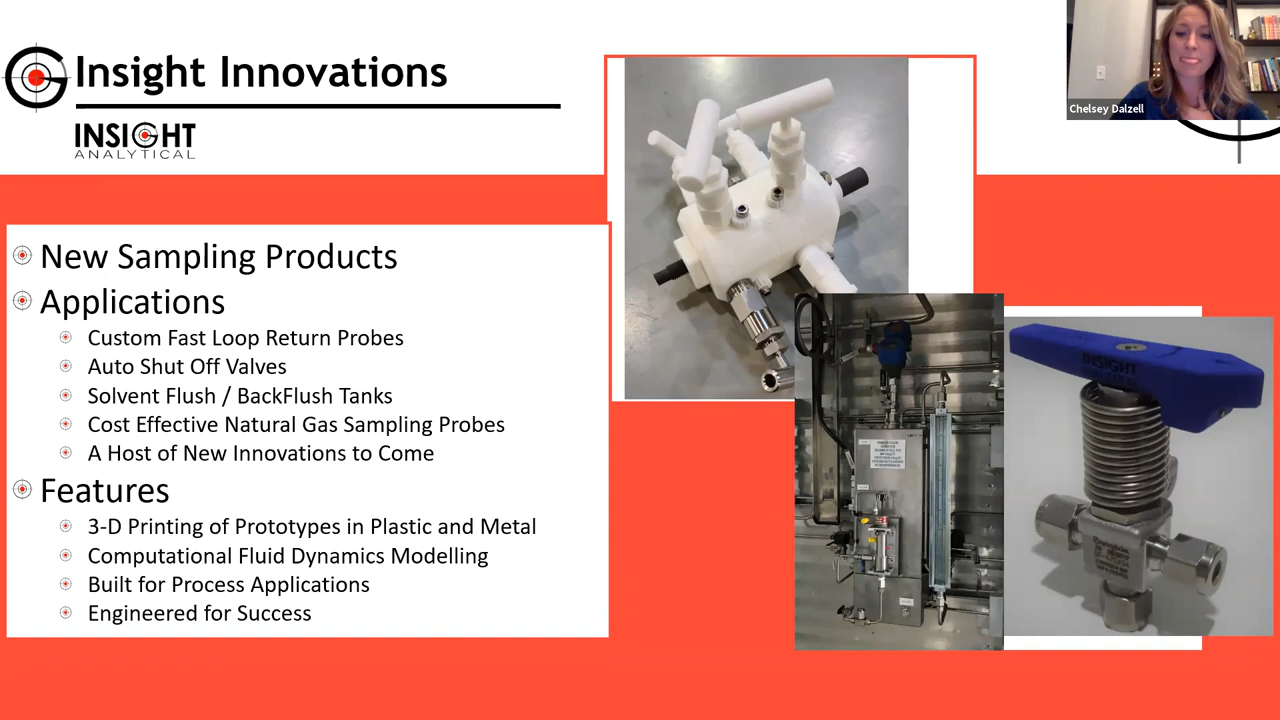 Insight Innovations
INSIGHT
ANALYTICAL
Chelsey Dalzell
New Sampling Products
Applications
Custom Fast Loop Return Probes
Auto Shut Off Valves
Solvent Flush / BackFlush Tanks
Cost Effective Natural Gas Sampling Probes
A Host of New Innovations to Come
Features
3-D Printing of Prototypes in Plastic and Metal
Computational Fluid Dynamics Modelling
Built for Process Applications
Engineered for Success
INSIGHT